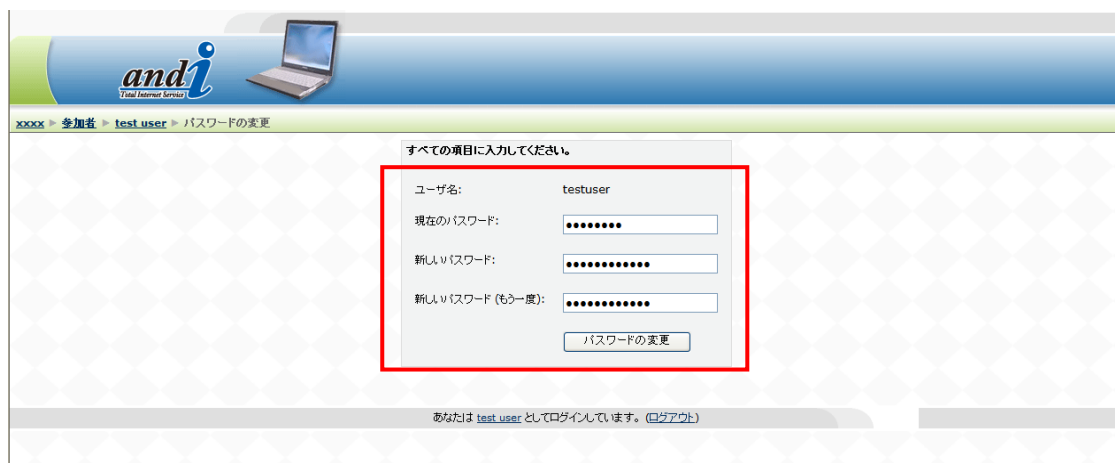 andi
Total Internet Service
xxxx ► 参加者 ► test user ► パスワードの変更
すべての項目に入力してください。
ユーザ名: testuser
現在のパスワード: ●●●●●●●●
新しいパスワード: ●●●●●●●●●●●●
新しいパスワード (もう一度): ●●●●●●●●●●●●
パスワードの変更
あなたは test user としてログインしています。(ログアウト)